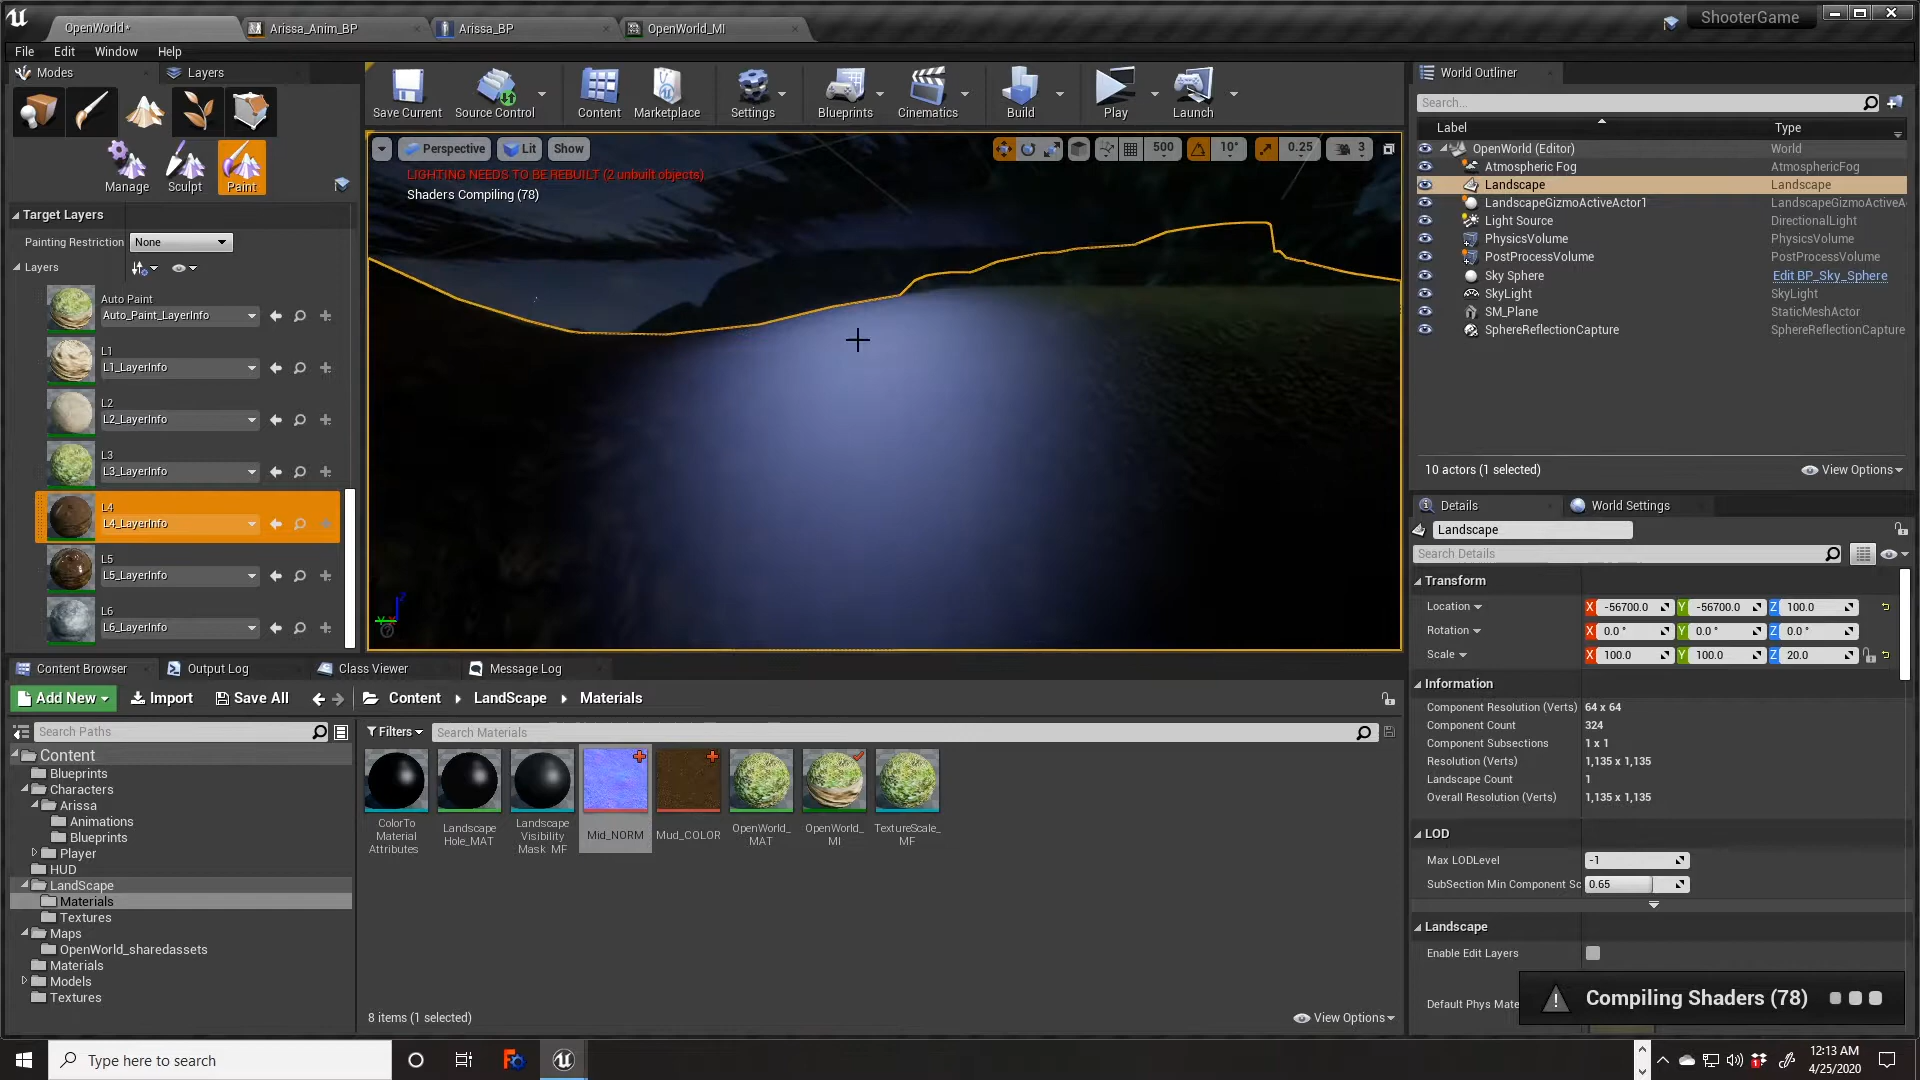 OpenWorld*
Arissa_Anim_BP
Arissa_BP
OpenWorld_MI
ShooterGame
File Edit Window Help
Modes
Layers
Manage Sculpt Paint
Target Layers
Painting Restriction None
Layers
Auto Paint
Auto_Paint_LayerInfo
L1
L1_LayerInfo
L2
L2_LayerInfo
L3
L3_LayerInfo
L4
L4_LayerInfo
L5
L5_LayerInfo
L6
L6_LayerInfo
Save Current Source Control Content Marketplace Settings Blueprints Cinematics Build Play Launch
Perspective Lit Show 500 10° 0.25 3
LIGHTING NEEDS TO BE REBUILT (2 unbuilt objects)
Shaders Compiling (78)
World Outliner
Search...
Label Type
OpenWorld (Editor) World
Atmospheric Fog AtmosphericFog
Landscape Landscape
LandscapeGizmoActiveActor1 LandscapeGizmoActiveA
Light Source DirectionalLight
PhysicsVolume PhysicsVolume
PostProcessVolume PostProcessVolume
Sky Sphere Edit BP_Sky_Sphere
SkyLight SkyLight
SM_Plane StaticMeshActor
SphereReflectionCapture SphereReflectionCapture
10 actors (1 selected) View Options
Details World Settings
Landscape
Search Details
Transform
Location X -56700.0 Y -56700.0 Z 100.0
Rotation X 0.0 ° Y 0.0 ° Z 0.0 °
Scale X 100.0 Y 100.0 Z 20.0
Information
Component Resolution (Verts) 64 x 64
Component Count 324
Component Subsections 1 x 1
Resolution (Verts) 1,135 x 1,135
Landscape Count 1
Overall Resolution (Verts) 1,135 x 1,135
LOD
Max LODLevel -1
SubSection Min Component Sc 0.65
Landscape
Enable Edit Layers
Default Phys Mate
Compiling Shaders (78)
Content Browser Output Log Class Viewer Message Log
Add New Import Save All Content LandScape Materials
Search Paths
Filters Search Materials
Content
Blueprints
Characters
Arissa
Animations
Blueprints
Player
HUD
LandScape
Materials
Textures
Maps
OpenWorld_sharedassets
Materials
Models
Textures
ColorTo
Material
Attributes
Landscape
Hole_MAT
Landscape
Visibility
Mask_MF
Mid_NORM
Mud_COLOR
OpenWorld_
MAT
OpenWorld_
MI
TextureScale_
MF
8 items (1 selected) View Options
Type here to search
12:13 AM
4/25/2020